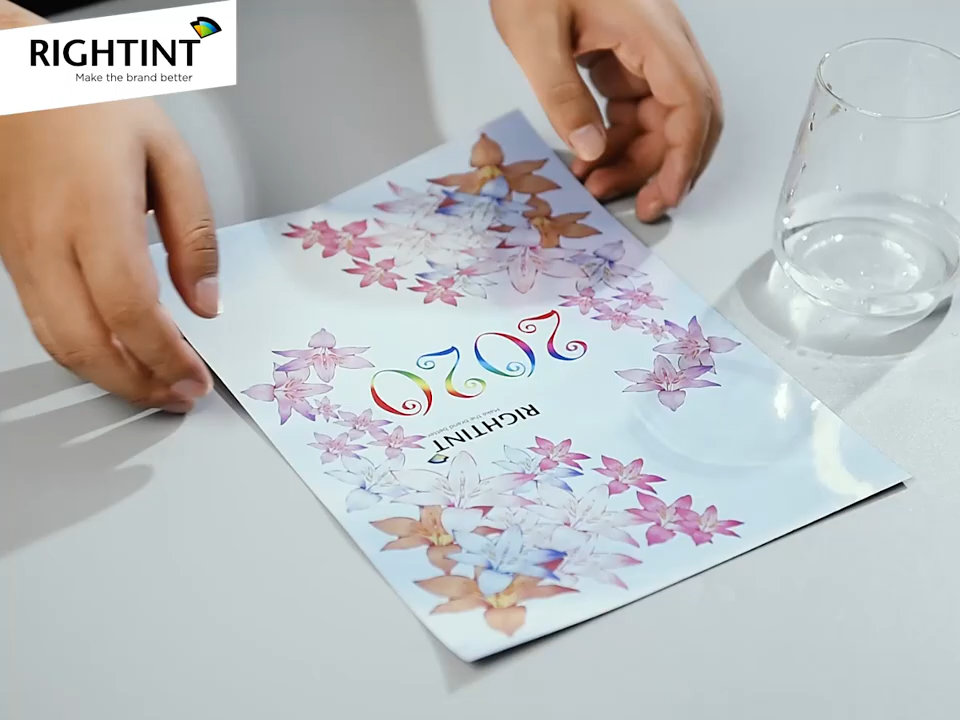 RIGHTINT
Make the brand better
2020
RIGHTINT
Make the brand better